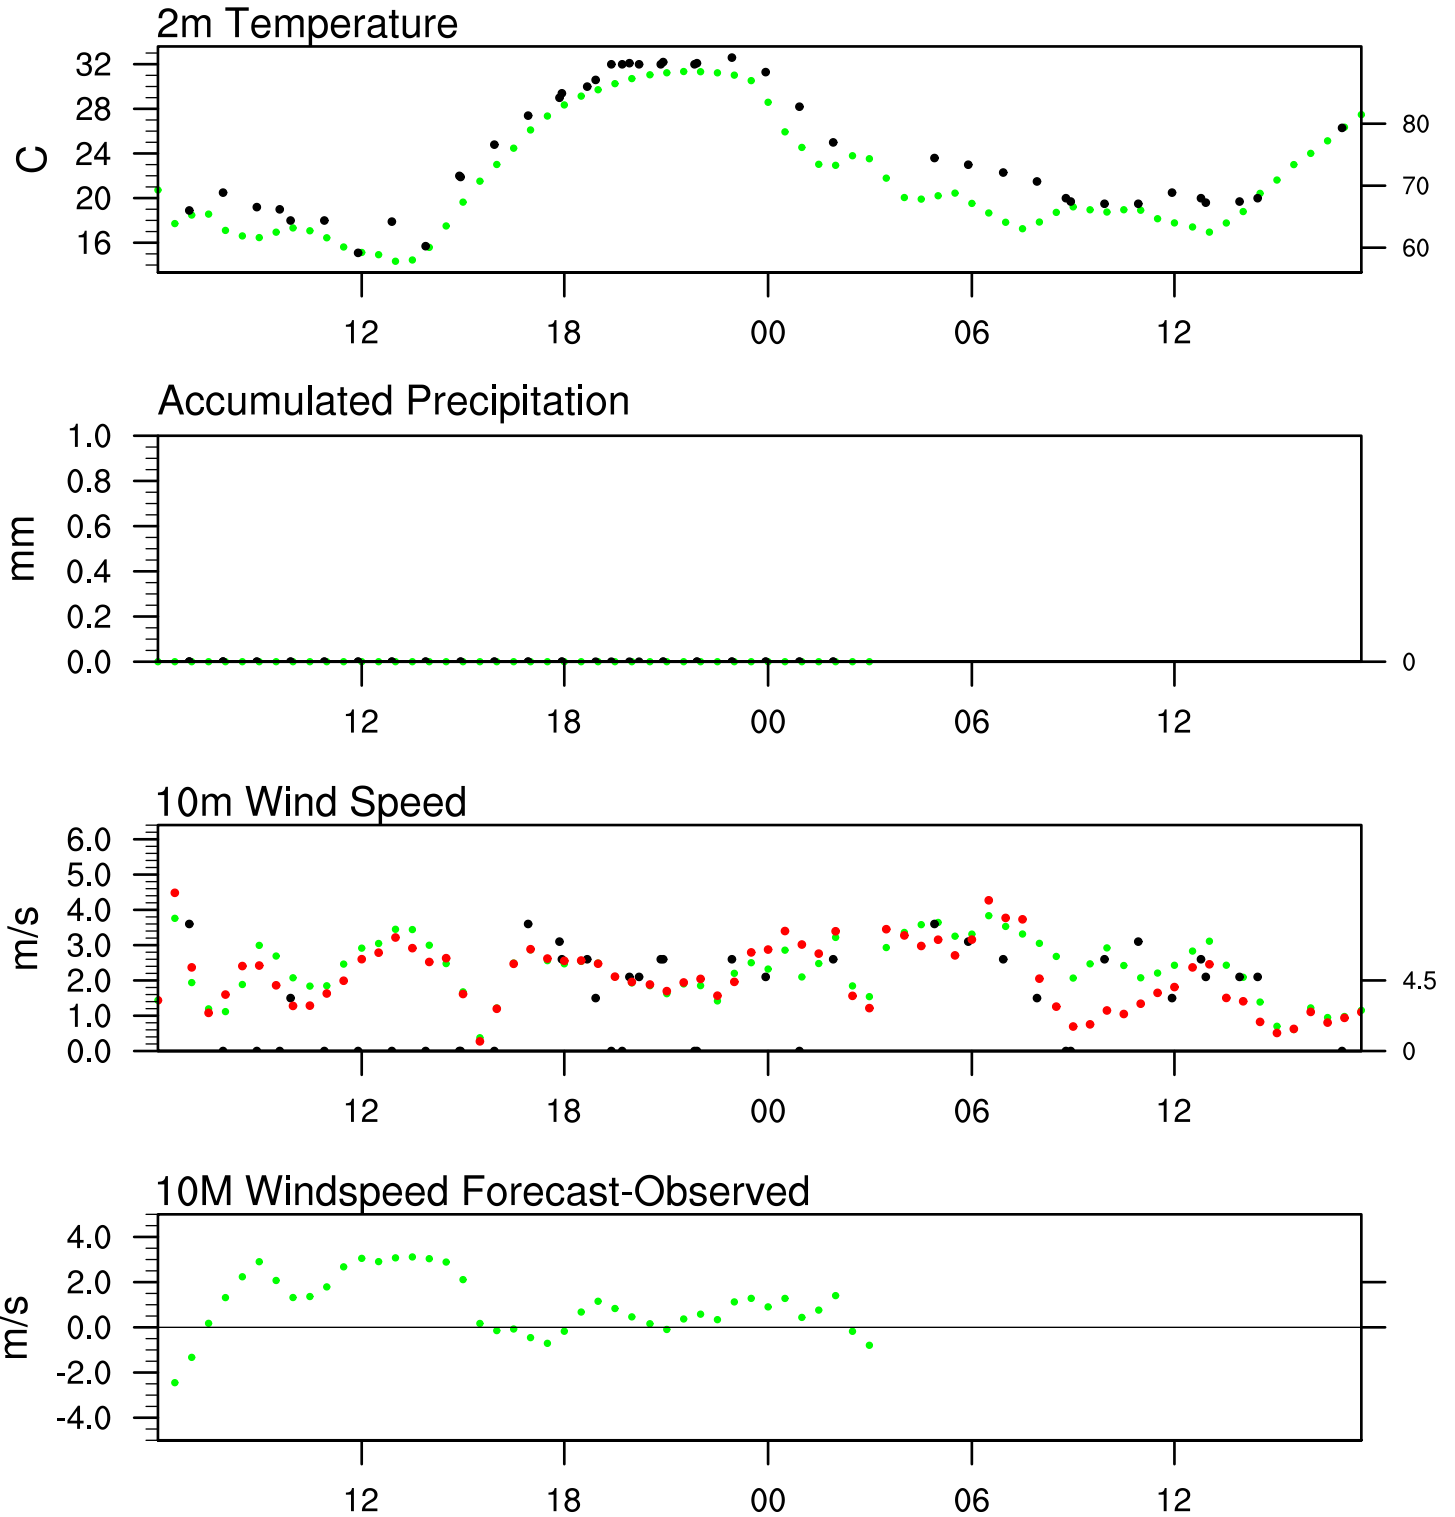 2m Temperature
32
28
24
20
16
C
80
70
60
12 18 00 06 12
Accumulated Precipitation
1.0
0.8
0.6
0.4
0.2
0.0
mm
0
12 18 00 06 12
10m Wind Speed
6.0
5.0
4.0
3.0
2.0
1.0
0.0
m/s
4.5
0
12 18 00 06 12
10M Windspeed Forecast-Observed
4.0
2.0
0.0
-2.0
-4.0
m/s
12 18 00 06 12